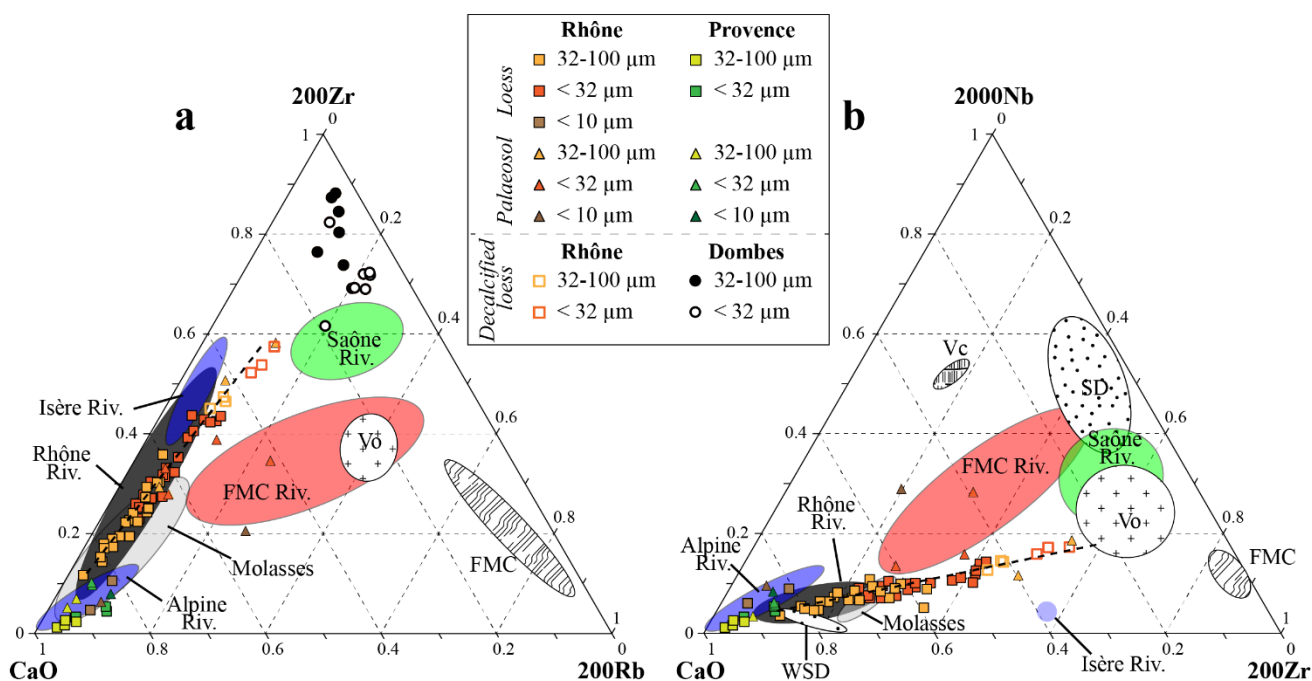 Rhône Provence
Loess
32-100 µm 32-100 µm
< 32 µm < 32 µm
< 10 µm
Palaeosol
32-100 µm 32-100 µm
< 32 µm < 32 µm
< 10 µm < 10 µm
Decalcified
loess
Rhône Dombes
32-100 µm 32-100 µm
< 32 µm < 32 µm
a
200Zr
0
1
0.2
0.8
0.4
0.6
Saône
Riv.
Isère Riv.
0.6
0.4
Vo
Rhône
Riv.
FMC Riv.
0.8
0.2
Molasses
FMC
Alpine
Riv.
1
0
0.8 0.6 0.4 0.2 0
1
CaO
200Rb
b
2000Nb
0
1
0.2
0.8
0.4
0.6
Vc
SD
0.6
0.4
Saône
Riv.
FMC Riv.
Rhône
Riv.
Vo
0.8
0.2
Alpine
Riv.
FMC
Molasses
1
0
1 0.8 0.6 0.4 0.2 0
WSD
Isère Riv.
CaO
200Zr